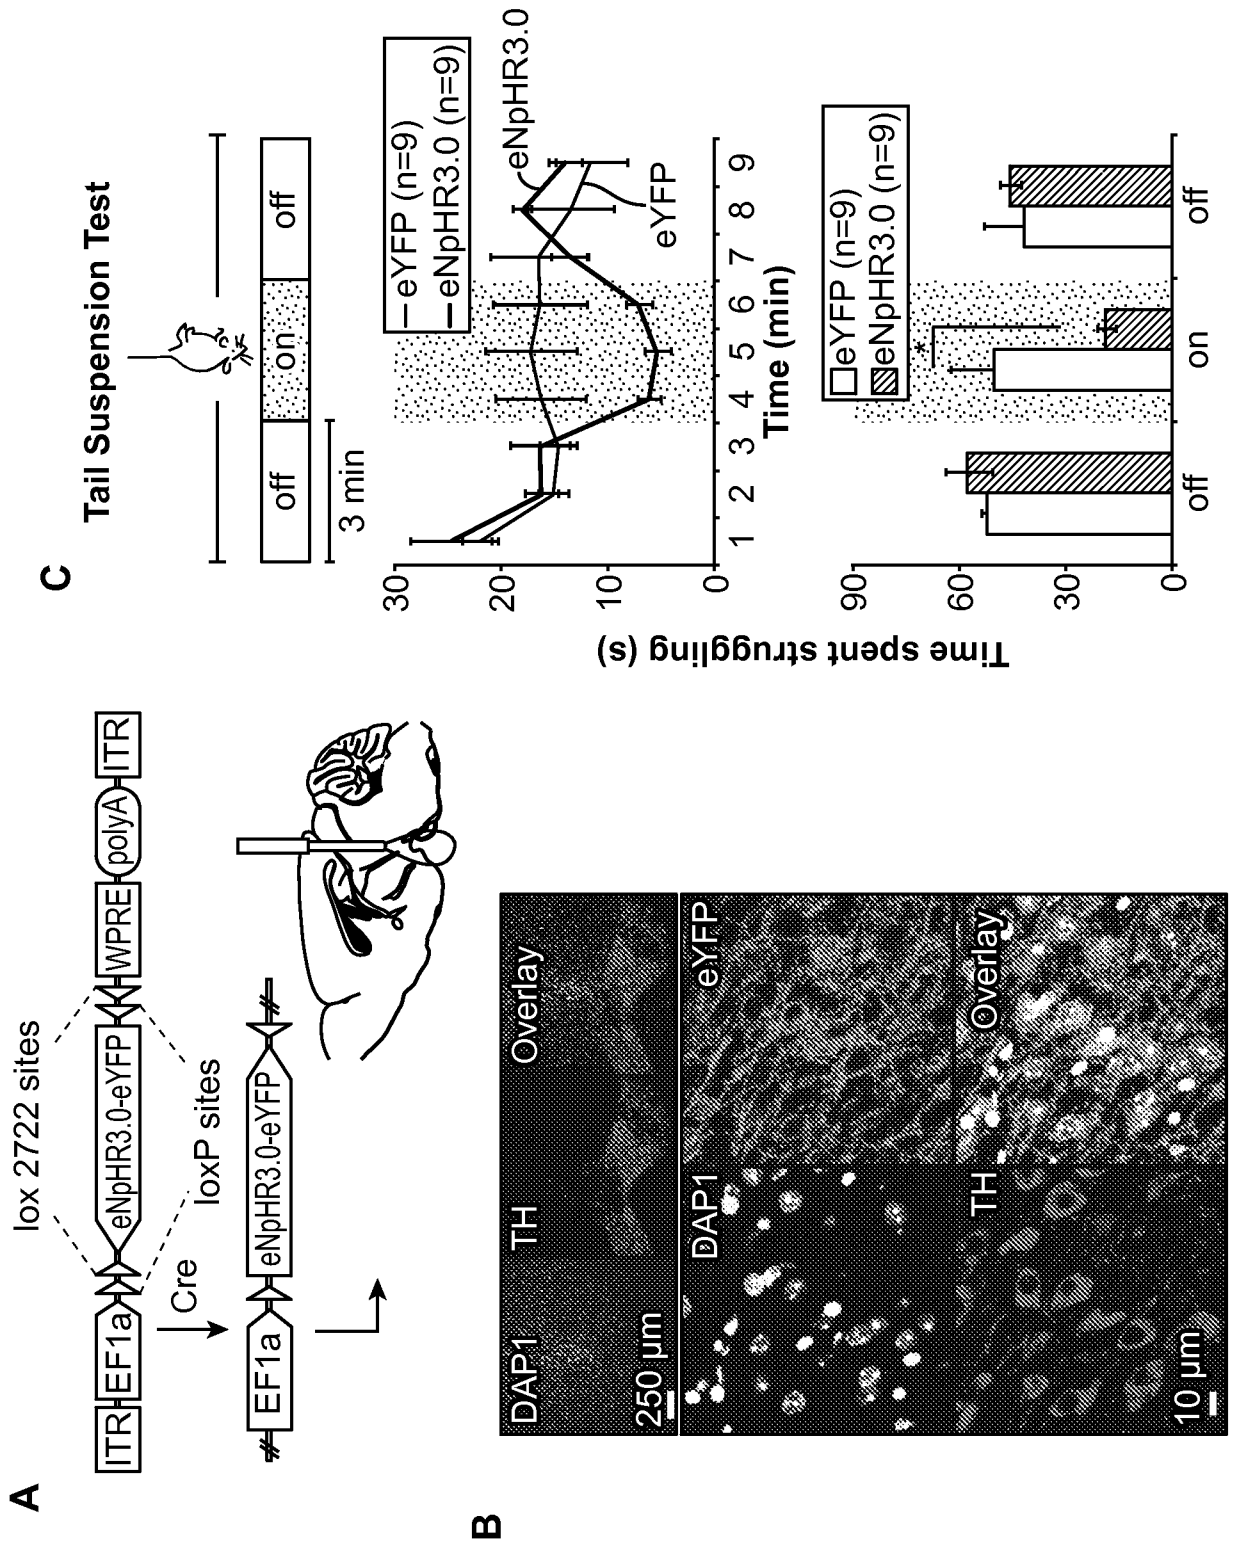 A
lox 2722 sites
ITR EF1a eNpHR3.0-eYFP WPRE polyA ITR
Cre
loxP sites
EF1a eNpHR3.0-eYFP
B
DAP1 TH Overlay
250 µm
DAP1 eYFP
TH Overlay
10 µm
C
Tail Suspension Test
off on off
3 min
eYFP (n=9)
eNpHR3.0 (n=9)
eNpHR3.0
eYFP
30
20
10
0
1 2 3 4 5 6 7 8 9
Time (min)
Time spent struggling (s)
eYFP (n=9)
eNpHR3.0 (n=9)
*
90
60
30
0
off on off